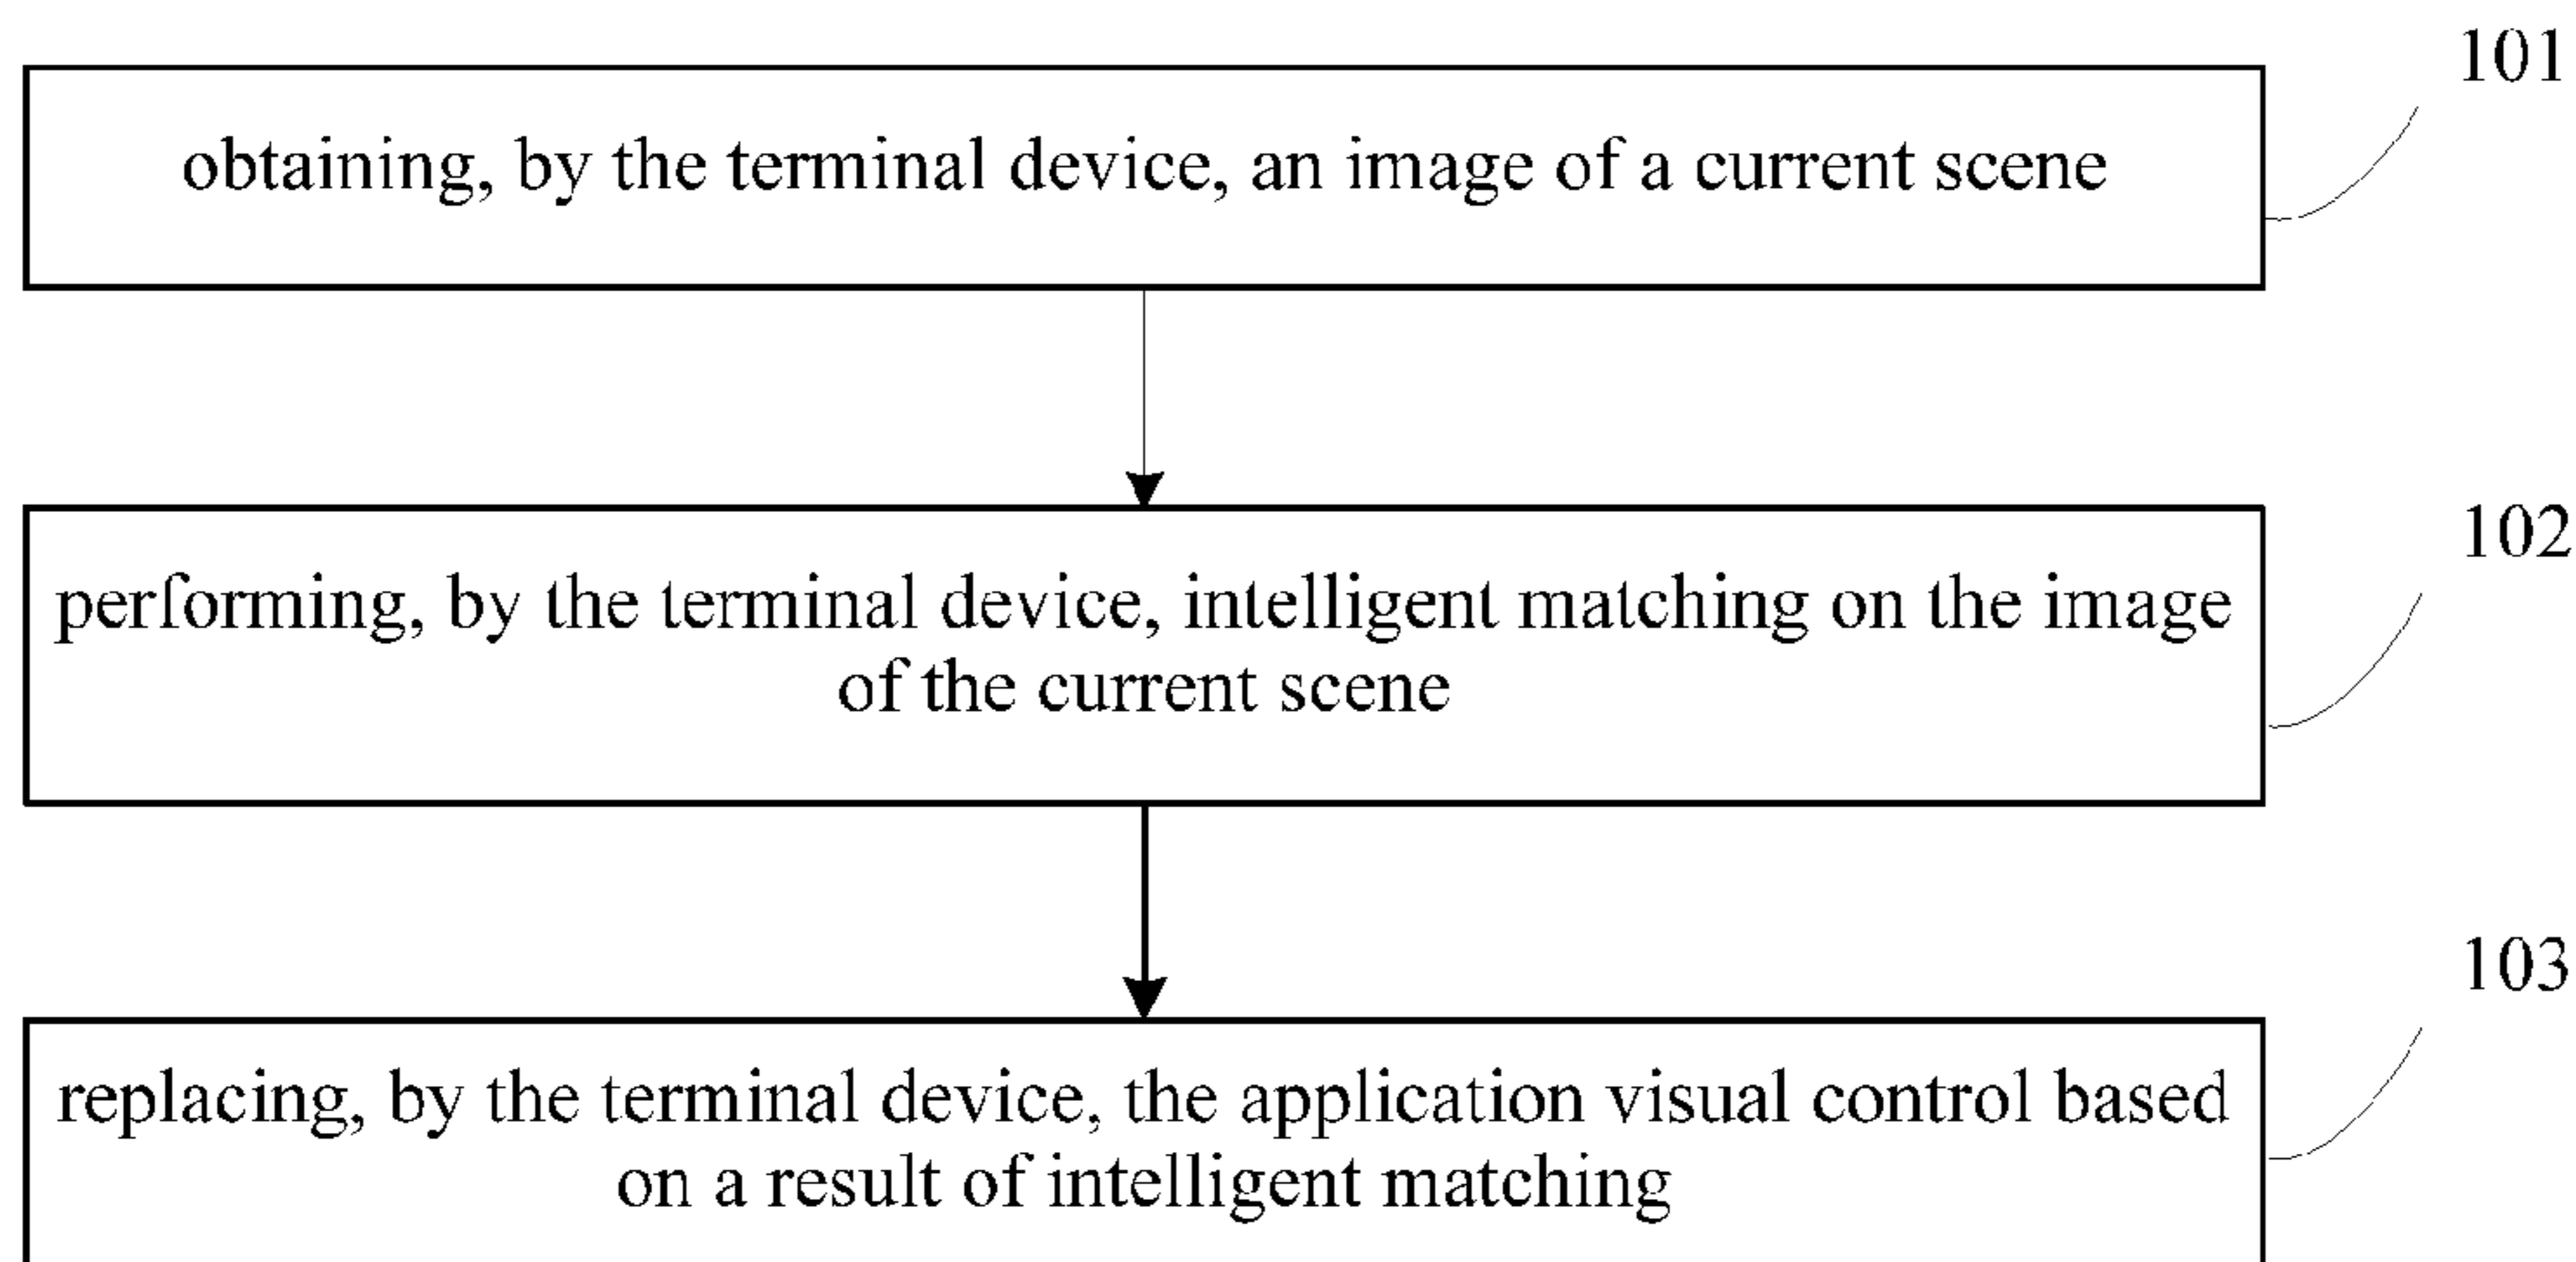 101
obtaining, by the terminal device, an image of a current scene
102
performing, by the terminal device, intelligent matching on the image
of the current scene
103
replacing, by the terminal device, the application visual control based
on a result of intelligent matching